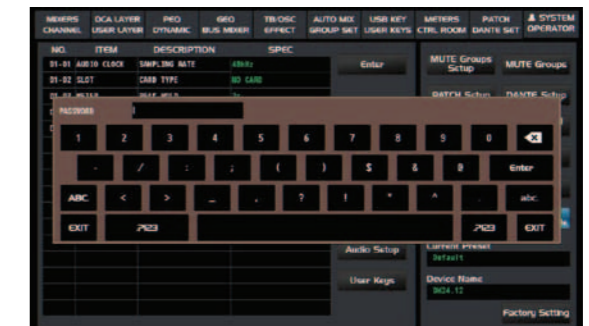 MIXERS DCA LAYER PEQ GEQ TB/OSC AUTO MIX USB KEY METERS PATCH SYSTEM
CHANNEL USER LAYER DYNAMIC BUS MIXER EFFECT GROUP SET USER KEYS CTRL ROOM DANTE SET OPERATOR
NO. ITEM DESCRIPTION SPEC
01-01 AUDIO CLOCK SAMPLING RATE 48kHz Enter MUTE Groups Setup MUTE Groups
01-02 SLOT CARD TYPE NO CARD
PATCH Setup DANTE Setup
PASSWORD
1 2 3 4 5 6 7 8 9 0
- / : ; ( ) $ & @ Enter
ABC < > _ , ? ! " ^ . abc
EXIT .?123 .?123 EXIT
Audio Setup Current Preset
Default
User Keys Device Name
DM24.12
Factory Setting